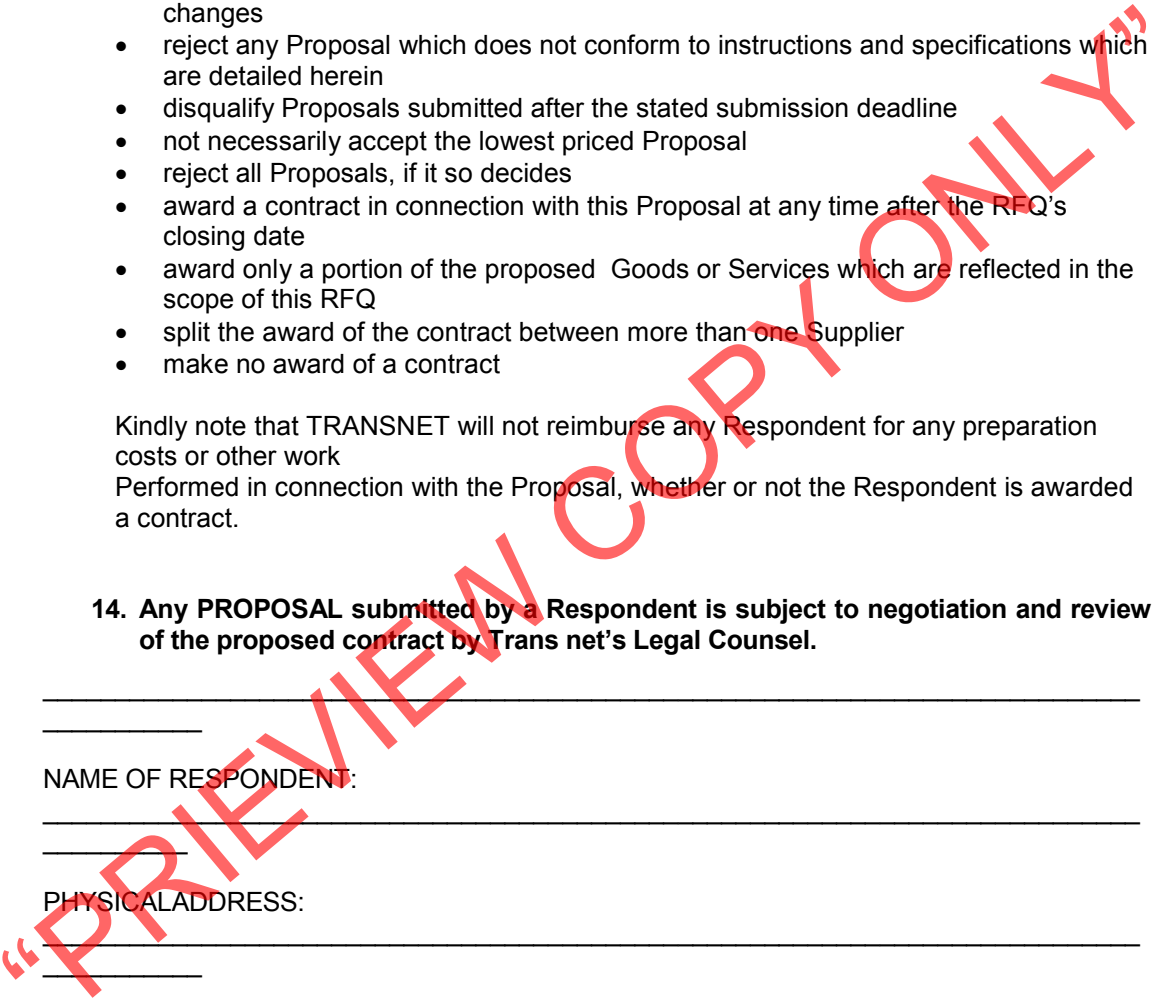 changes
• reject any Proposal which does not conform to instructions and specifications which
are detailed herein
• disqualify Proposals submitted after the stated submission deadline
• not necessarily accept the lowest priced Proposal
• reject all Proposals, if it so decides
• award a contract in connection with this Proposal at any time after the RFQ's
closing date
• award only a portion of the proposed Goods or Services which are reflected in the
scope of this RFQ
• split the award of the contract between more than one Supplier
• make no award of a contract
Kindly note that TRANSNET will not reimburse any Respondent for any preparation
costs or other work
Performed in connection with the Proposal, whether or not the Respondent is awarded
a contract.
14. Any PROPOSAL submitted by a Respondent is subject to negotiation and review
of the proposed contract by Trans net's Legal Counsel.
NAME OF RESPONDENT:
PHYSICALADDRESS:
“PRIEVIEW COPY ONLY”